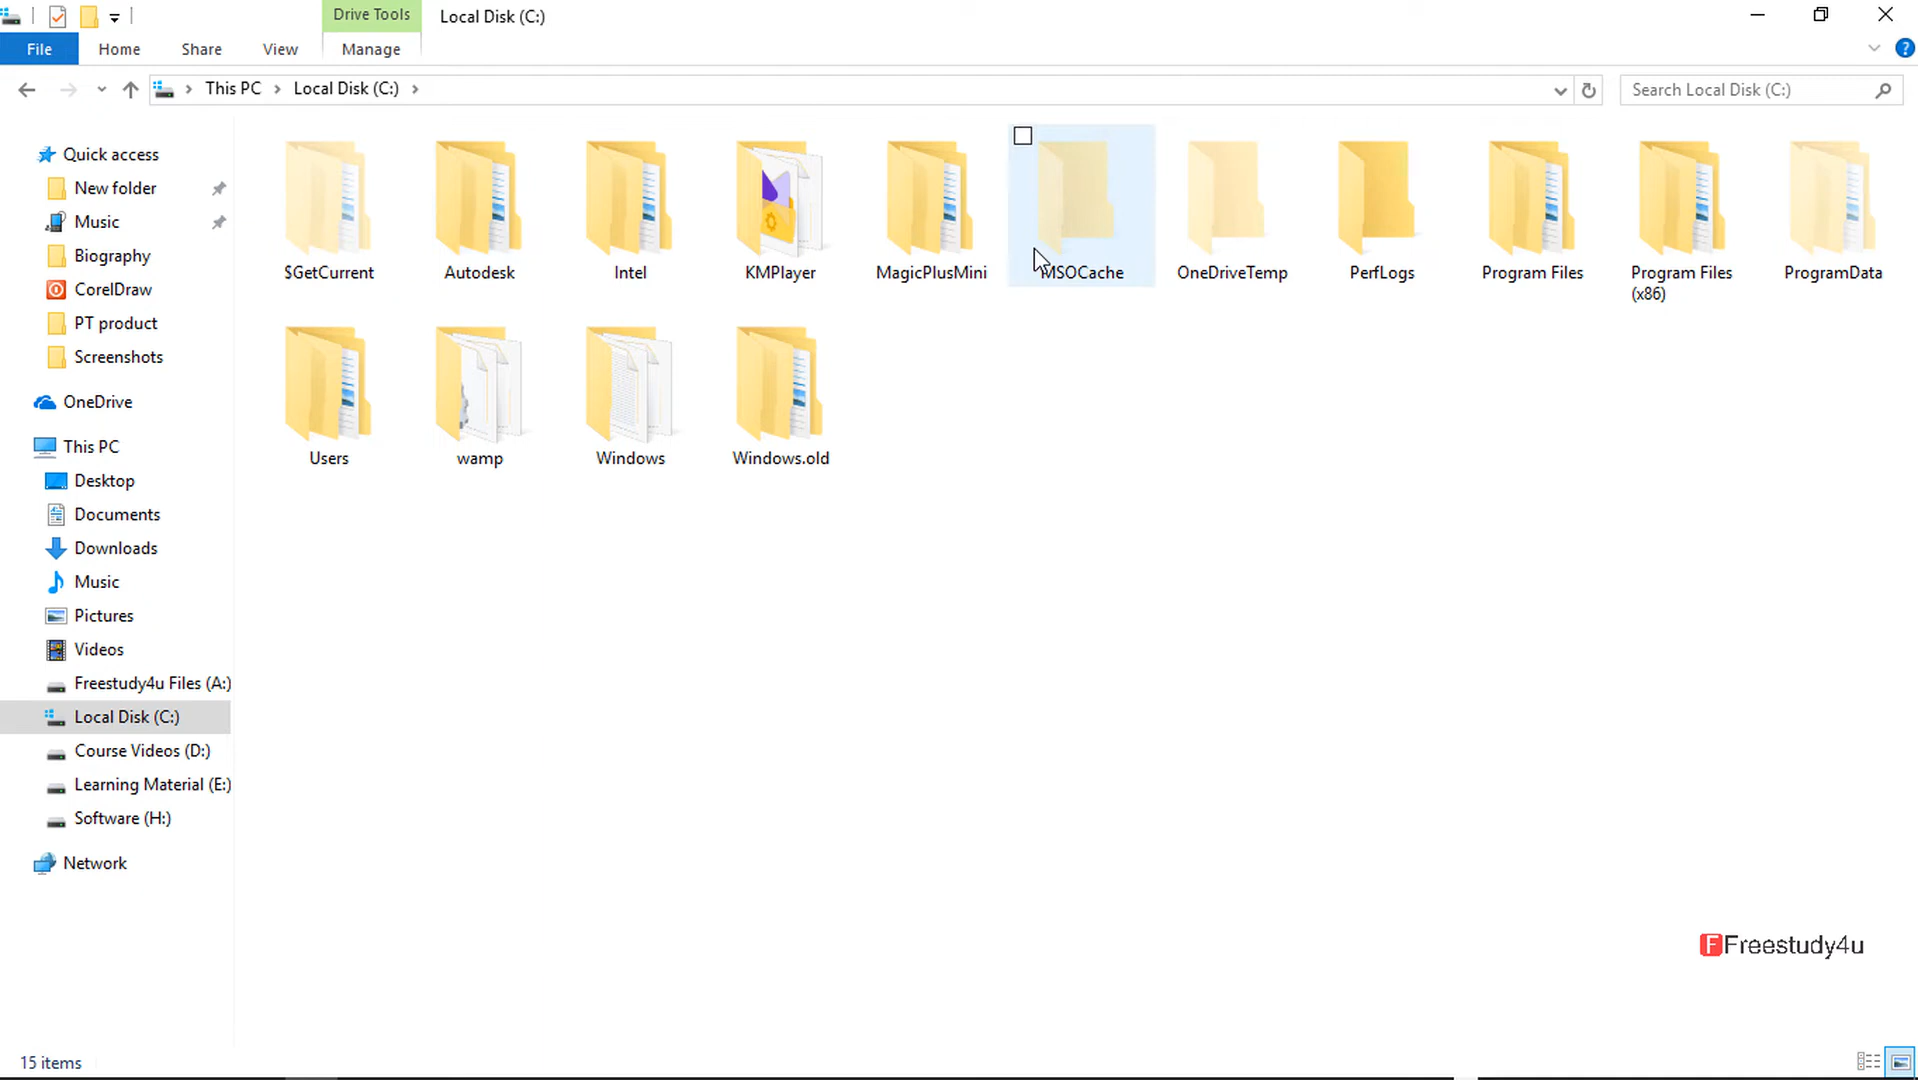 Drive Tools
Local Disk (C:)
File
Home
Share
View
Manage
This PC
Local Disk (C:)
Search Local Disk (C:)
Quick access
New folder
Music
Biography
CorelDraw
PT product
Screenshots
OneDrive
This PC
Desktop
Documents
Downloads
Music
Pictures
Videos
Freestudy4u Files (A:)
Local Disk (C:)
Course Videos (D:)
Learning Material (E:)
Software (H:)
Network
$GetCurrent
Autodesk
Intel
KMPlayer
MagicPlusMini
MSOCache
OneDriveTemp
PerfLogs
Program Files
Program Files
(x86)
ProgramData
Users
wamp
Windows
Windows.old
F Freestudy4u
15 items